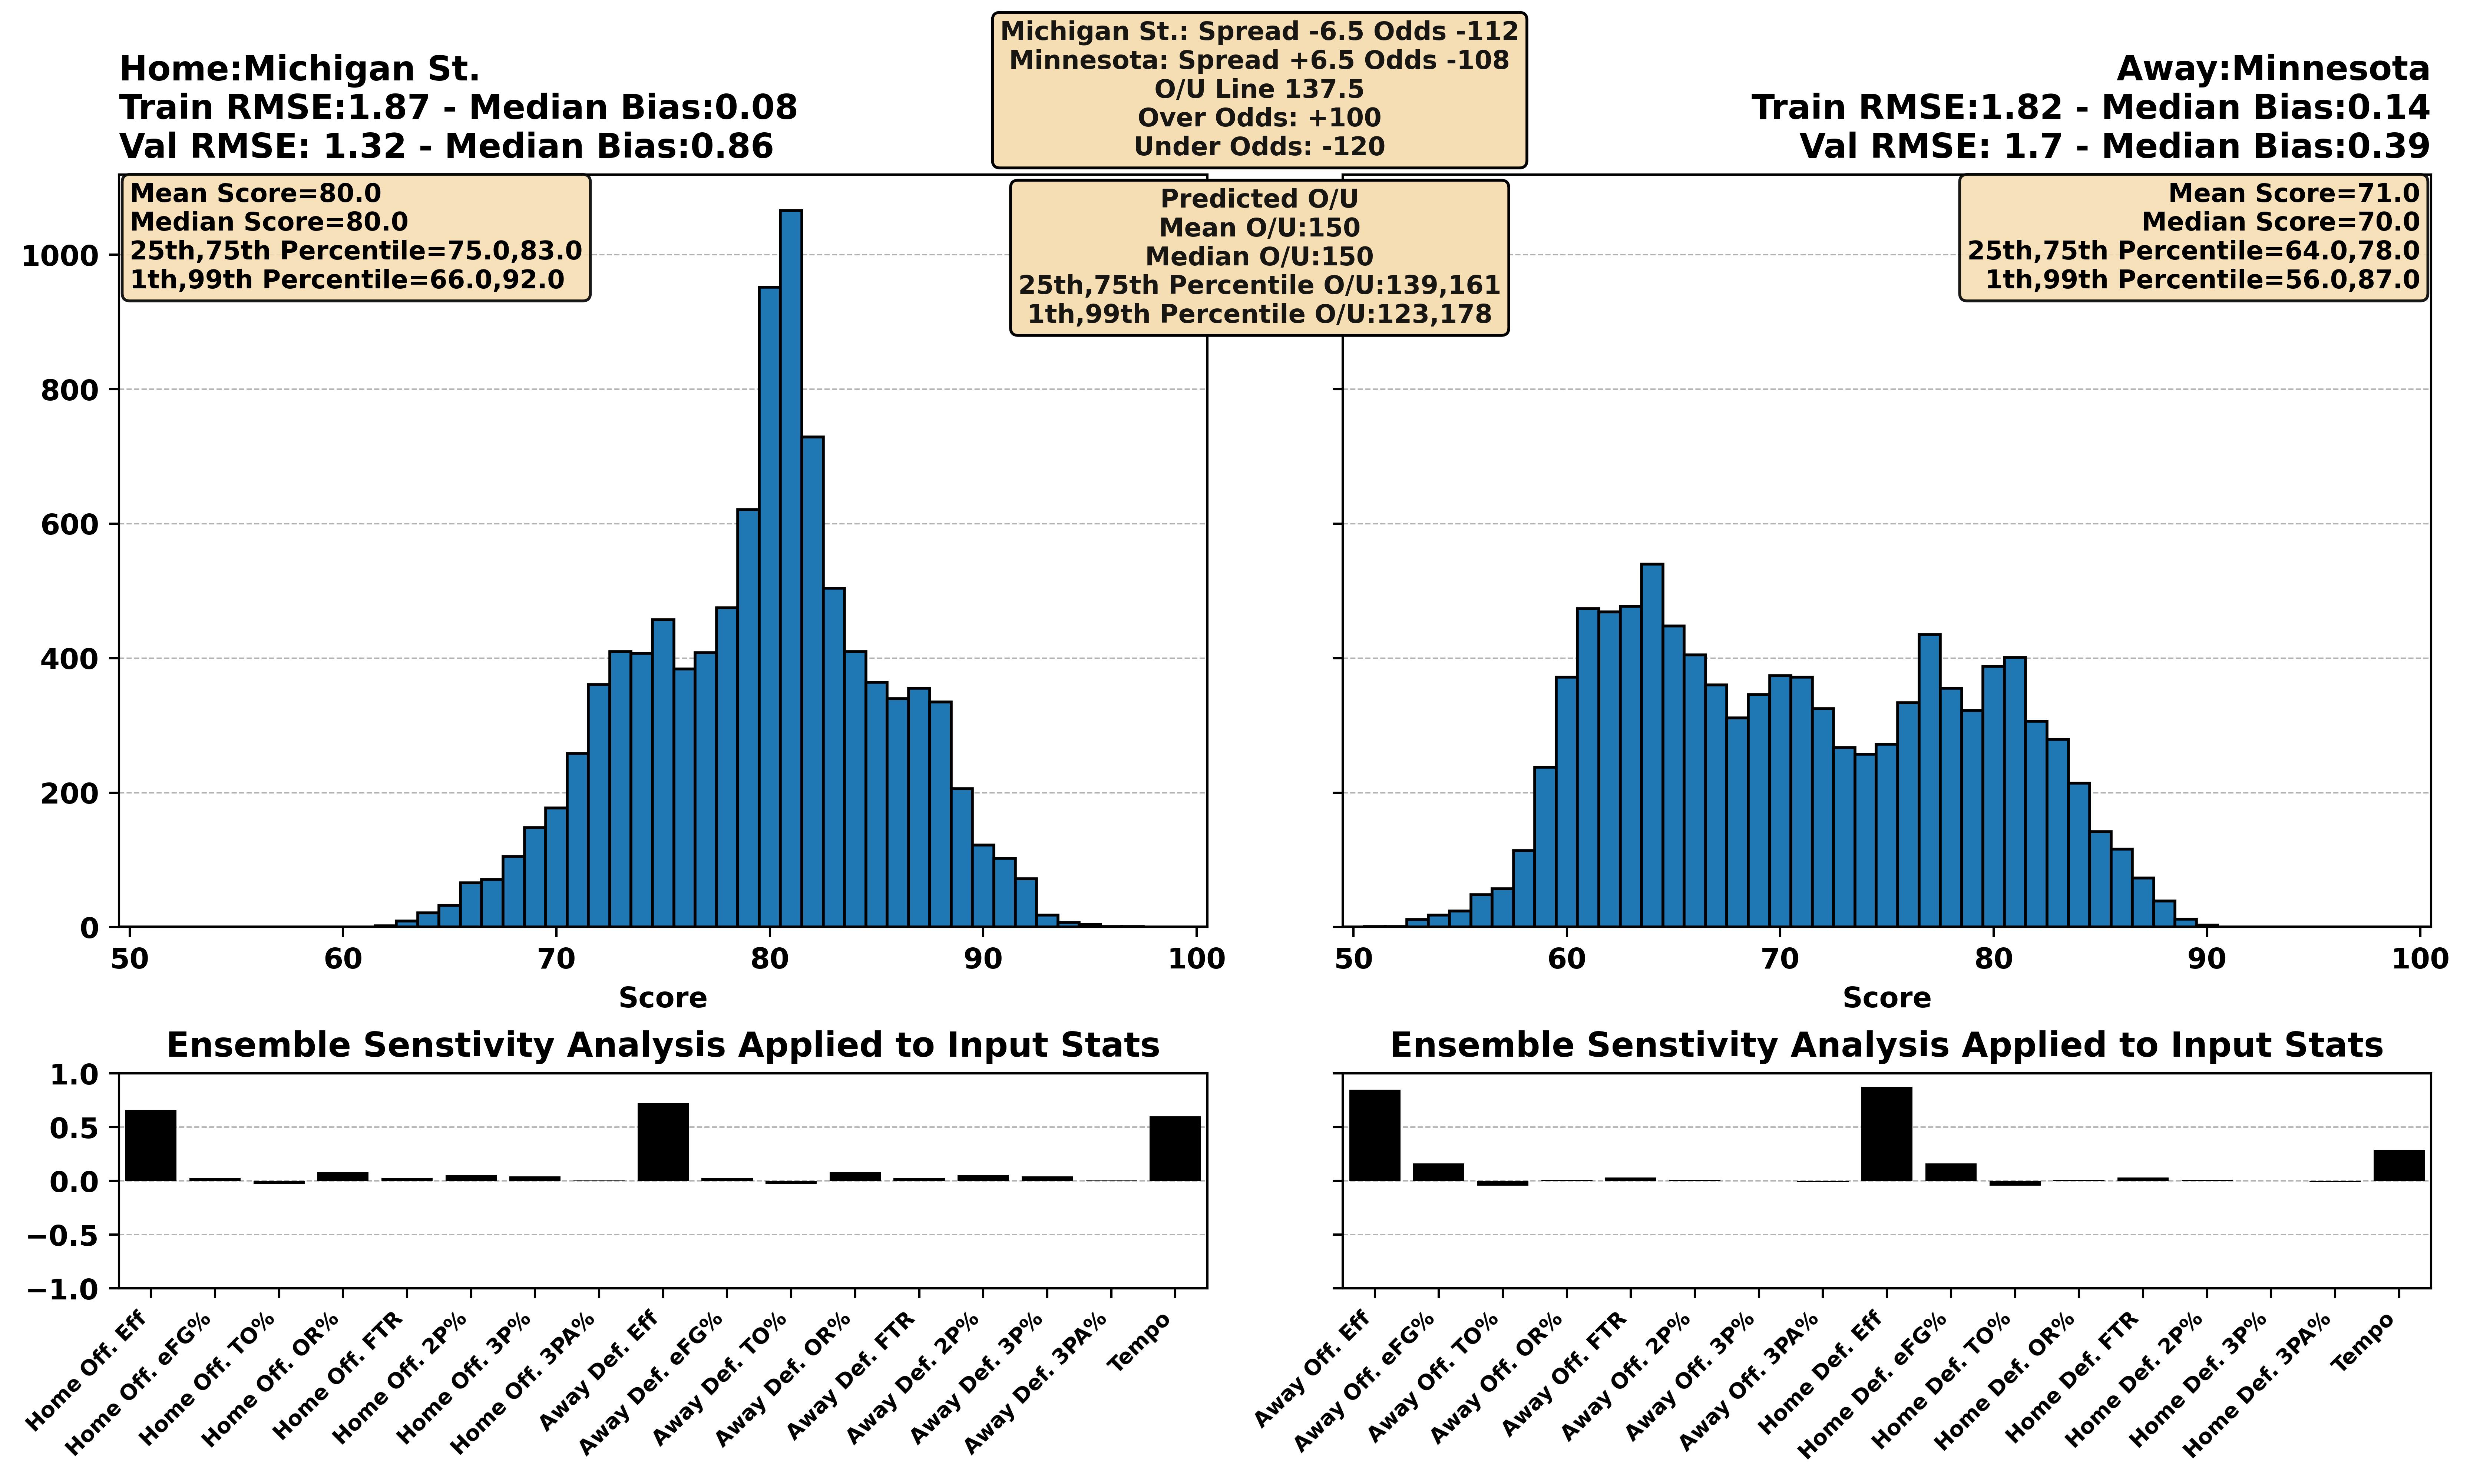 Michigan St.: Spread -6.5 Odds -112
Minnesota: Spread +6.5 Odds -108
O/U Line 137.5
Over Odds: +100
Under Odds: -120
Home:Michigan St.
Train RMSE:1.87 - Median Bias:0.08
Val RMSE: 1.32 - Median Bias:0.86
Away:Minnesota
Train RMSE:1.82 - Median Bias:0.14
Val RMSE: 1.7 - Median Bias:0.39
Mean Score=80.0
Median Score=80.0
25th,75th Percentile=75.0,83.0
1th,99th Percentile=66.0,92.0
Predicted O/U
Mean O/U:150
Median O/U:150
25th,75th Percentile O/U:139,161
1th,99th Percentile O/U:123,178
Mean Score=71.0
Median Score=70.0
25th,75th Percentile=64.0,78.0
1th,99th Percentile=56.0,87.0
1000
800
600
400
200
0
50 60 70 80 90 100
Score
50 60 70 80 90 100
Score
Ensemble Senstivity Analysis Applied to Input Stats
Ensemble Senstivity Analysis Applied to Input Stats
1.0
0.5
0.0
−0.5
−1.0
Home Off. Eff
Home Off. eFG%
Home Off. TO%
Home Off. OR%
Home Off. FTR
Home Off. 2P%
Home Off. 3P%
Home Off. 3PA%
Away Def. Eff
Away Def. eFG%
Away Def. TO%
Away Def. OR%
Away Def. FTR
Away Def. 2P%
Away Def. 3P%
Away Def. 3PA%
Tempo
Away Off. Eff
Away Off. eFG%
Away Off. TO%
Away Off. OR%
Away Off. FTR
Away Off. 2P%
Away Off. 3P%
Away Off. 3PA%
Home Def. Eff
Home Def. eFG%
Home Def. TO%
Home Def. OR%
Home Def. FTR
Home Def. 2P%
Home Def. 3P%
Home Def. 3PA%
Tempo